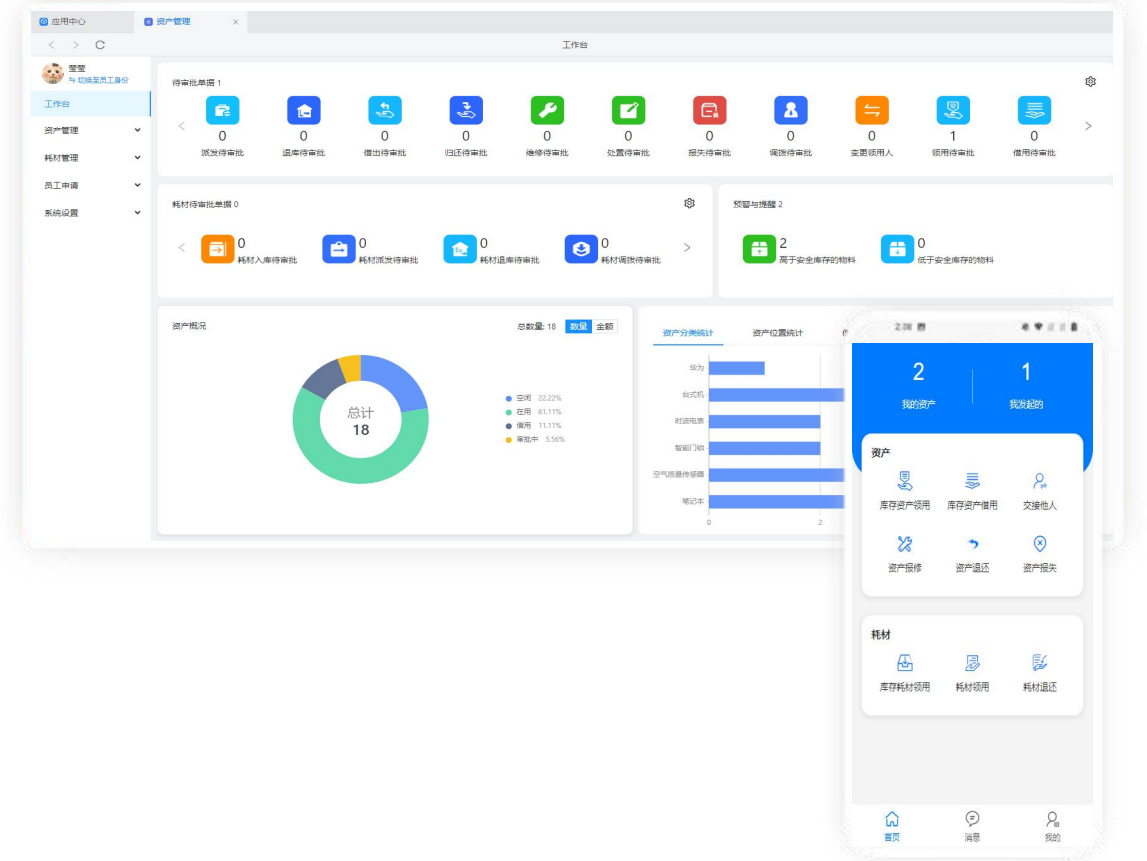 应用中心
资产管理
工作台
莹莹
切换至员工身份
工作台
资产管理
耗材管理
员工申请
系统设置
待审批单据 1
0 0 0 0 0 0 0 0 0 1 0
派发待审批 退库待审批 借出待审批 归还待审批 维修待审批 处置待审批 报失待审批 调拨待审批 变更领用人 领用待审批 借用待审批
耗材待审批单据 0
0 耗材入库待审批
0 耗材派发待审批
0 耗材退库待审批
0 耗材调拨待审批
预警与提醒 2
2 高于安全库存的物料
0 低于安全库存的物料
资产概况
总数量: 18 数量 金额
总计
18
空闲 22.22%
在用 61.11%
借用 11.11%
审批中 5.56%
资产分类统计 资产位置统计
华为
台式机
时波电表
智能门锁
空气质量传感器
笔记本
0 2
2 1
我的资产 我发起的
资产
库存资产领用 库存资产借用 交接他人
资产报修 资产退还 资产报失
耗材
库存耗材领用 耗材领用 耗材退还
首页 消息 我的